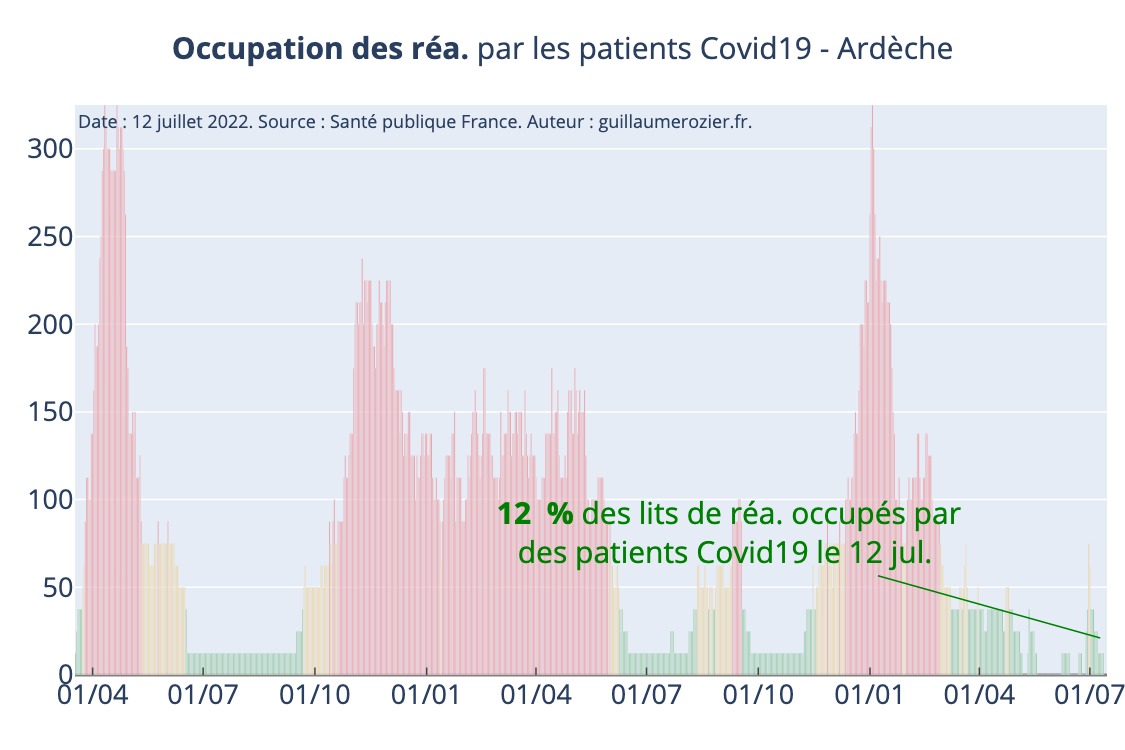 Occupation des réa. par les patients Covid19 - Ardèche
Date : 12 juillet 2022. Source : Santé publique France. Auteur : guillaumerozier.fr.
300
250
200
150
100
50
0
12 % des lits de réa. occupés par
des patients Covid19 le 12 jul.
01/04 01/07 01/10 01/01 01/04 01/07 01/10 01/01 01/04 01/07